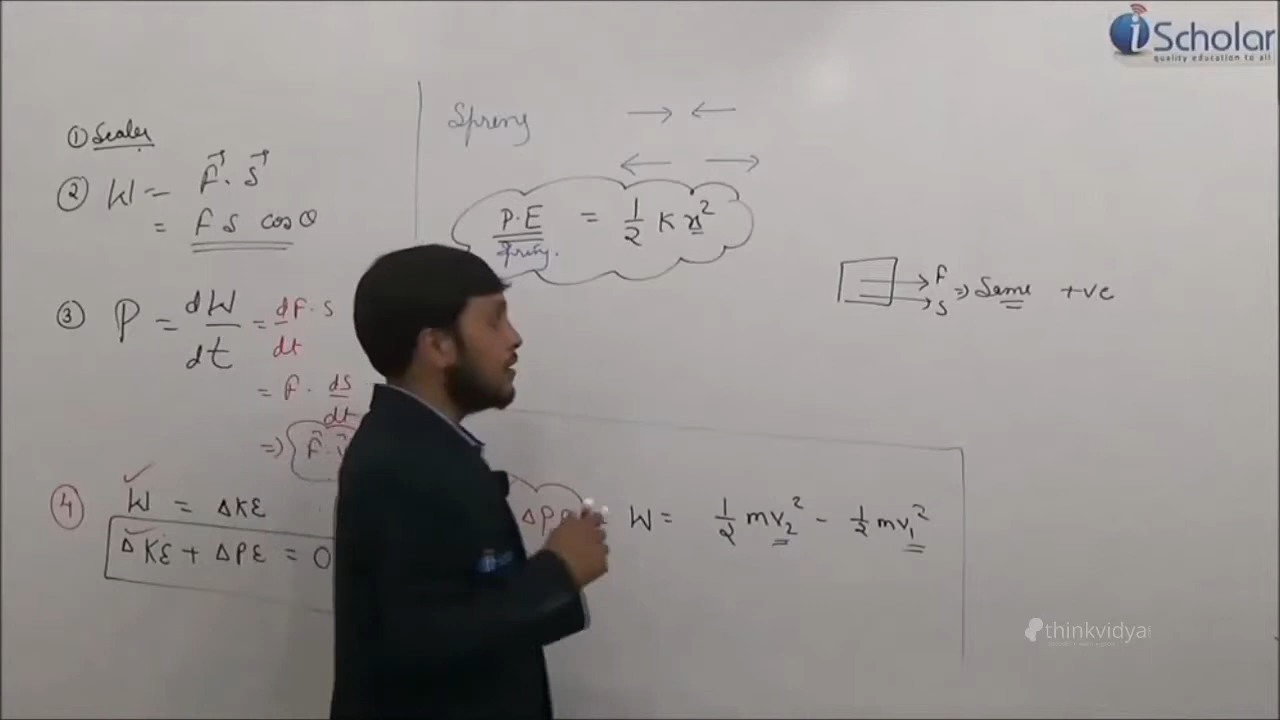 ① Scaler
② W = F⃗ · S⃗
= F S cos θ
③ P = dW/dt = dF · S/dt
= F · ds/dt
=> F⃗ · v⃗
④ W = ΔKE
ΔKE + ΔPE = 0
Spring
P·E = 1/2 K x²
Spring.
F
S
=> Same +ve
W = 1/2 mv₂² - 1/2 mv₁²
iScholar
quality education to all
thinkvidya